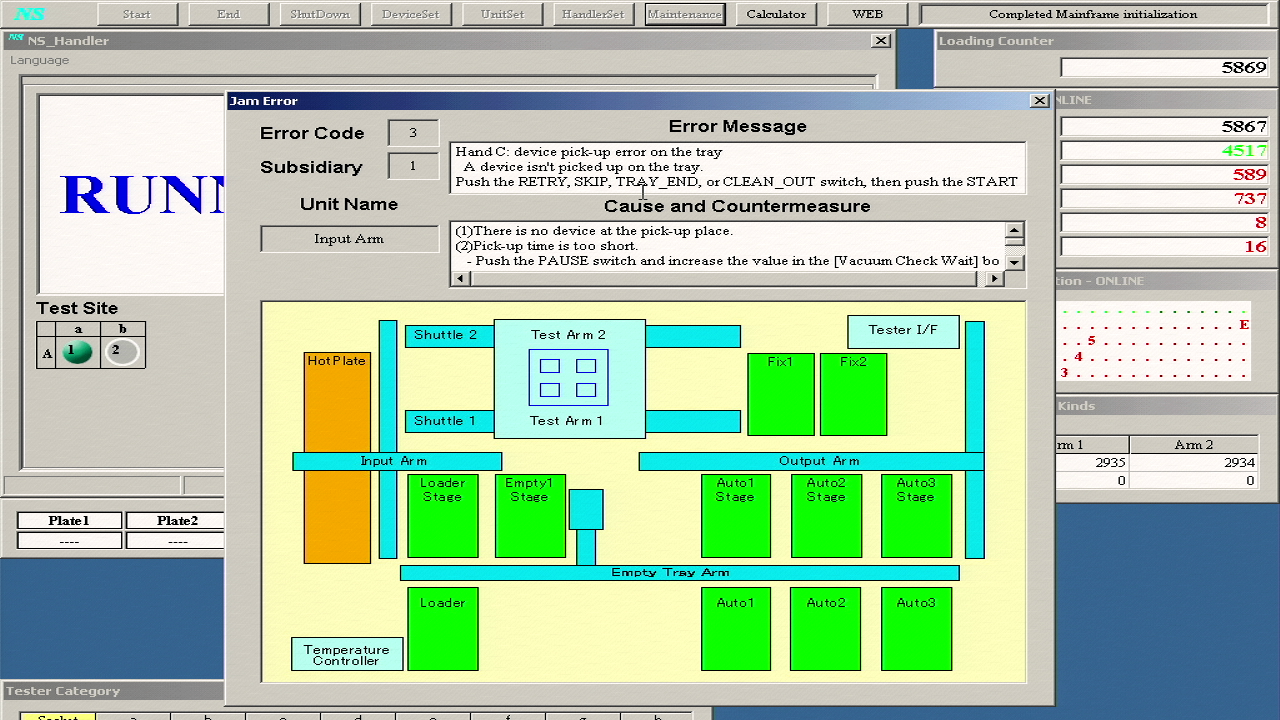 NS Start End ShutDown DeviceSet UnitSet HandlerSet Maintenance Calculator WEB Completed Mainframe initialization
NS NS_Handler
Language
Loading Counter
5869
NLINE
5867
4517
589
737
8
16
tion - ONLINE
E
5
4
3
Kinds
rm 1 Arm 2
2935 2934
0 0
RUNN
Test Site
a b
A 1 2
Plate1 Plate2
---- ----
Jam Error
Error Code 3
Subsidiary 1
Unit Name
Input Arm
Error Message
Hand C: device pick-up error on the tray
A device isn't picked up on the tray.
Push the RETRY, SKIP, TRAY_END, or CLEAN_OUT switch, then push the START
Cause and Countermeasure
(1)There is no device at the pick-up place.
(2)Pick-up time is too short.
- Push the PAUSE switch and increase the value in the [Vacuum Check Wait] bo
Shuttle 2 Test Arm 2 Tester I/F
HotPlate Fix1 Fix2
Shuttle 1 Test Arm 1
Input Arm Output Arm
Loader Stage Empty1 Stage Auto1 Stage Auto2 Stage Auto3 Stage
Empty Tray Arm
Loader Auto1 Auto2 Auto3
Temperature
Controller
Tester Category
Socket a b c d e f g h